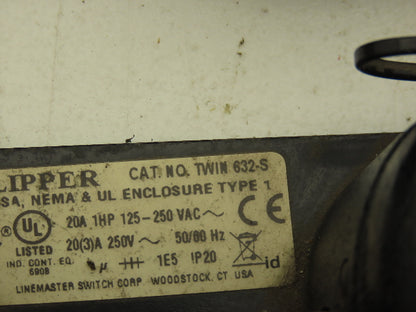 LIPPER CAT. NO. TWIN 632-S
SA, NEMA & UL ENCLOSURE TYPE 1
UL ® 20A 1HP 125-250 VAC~ CE
LISTED 20(3)A 250V ~ 50/60 Hz
IND. CONT. EQ.
6908 µ 1E5 IP20 id
LINEMASTER SWITCH CORP WOODSTOCK, CT USA